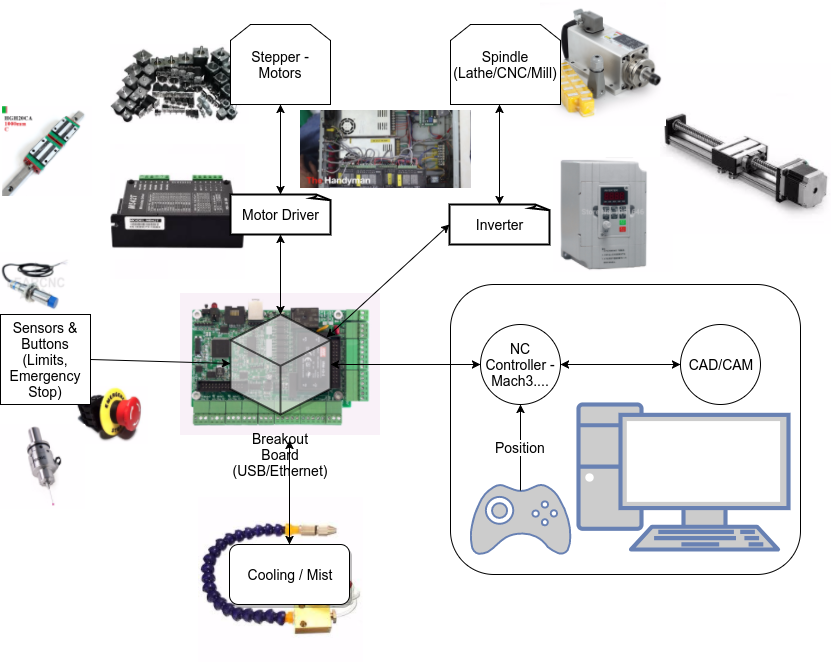 Stepper -
Motors
Spindle
(Lathe/CNC/Mill)
HGH20CA
1000mm
C
The Handyman
Motor Driver
Inverter
Sensors &
Buttons
(Limits,
Emergency
Stop)
NC
Controller -
Mach3....
CAD/CAM
Position
Breakout
Board
(USB/Ethernet)
Cooling / Mist